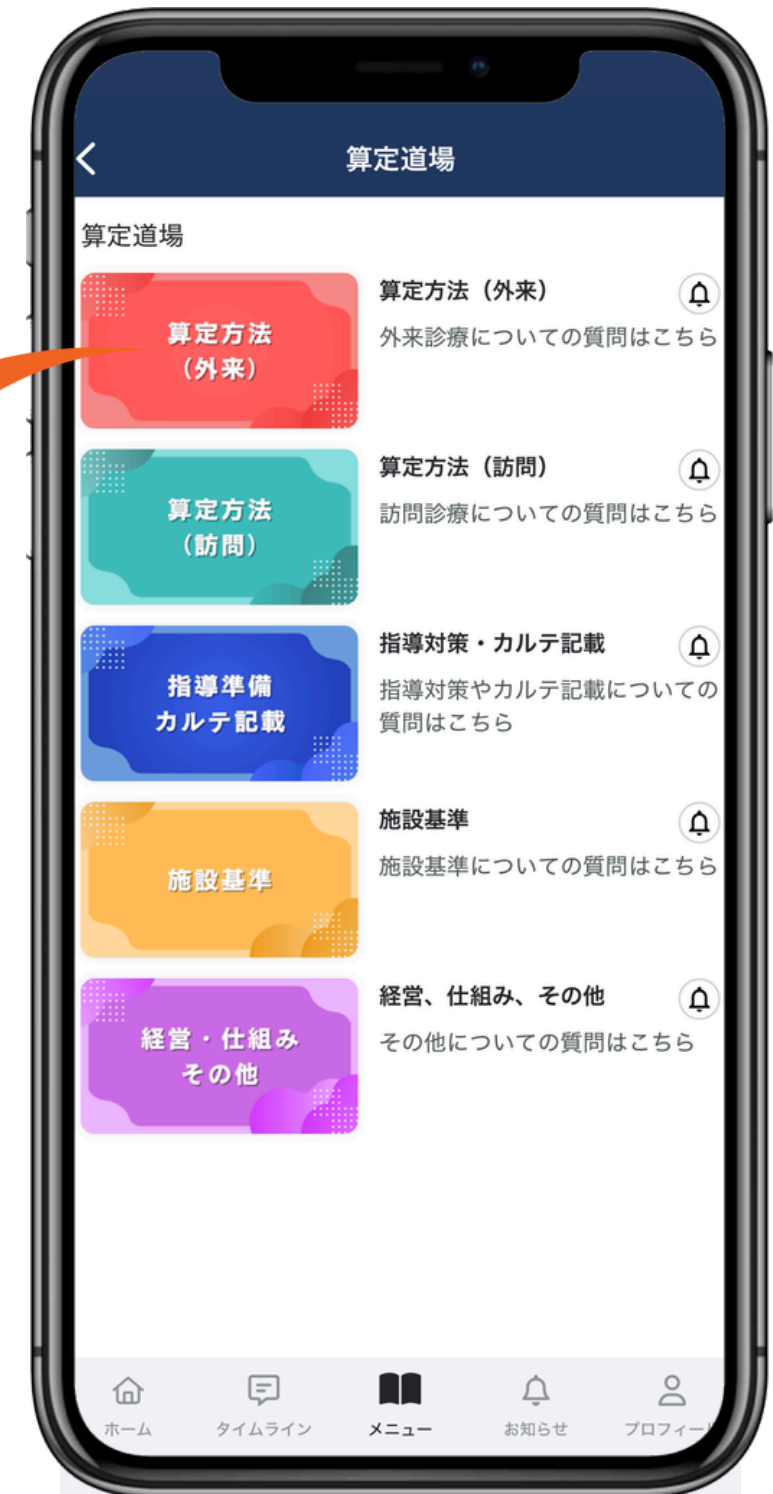 算定道場
算定道場
算定方法
（外来）
算定方法（外来）
外来診療についての質問はこちら
算定方法
（訪問）
算定方法（訪問）
訪問診療についての質問はこちら
指導準備
カルテ記載
指導対策・カルテ記載
指導対策やカルテ記載についての
質問はこちら
施設基準
施設基準
施設基準についての質問はこちら
経営・仕組み
その他
経営、仕組み、その他
その他についての質問はこちら
ホーム
タイムライン
メニュー
お知らせ
プロフィー